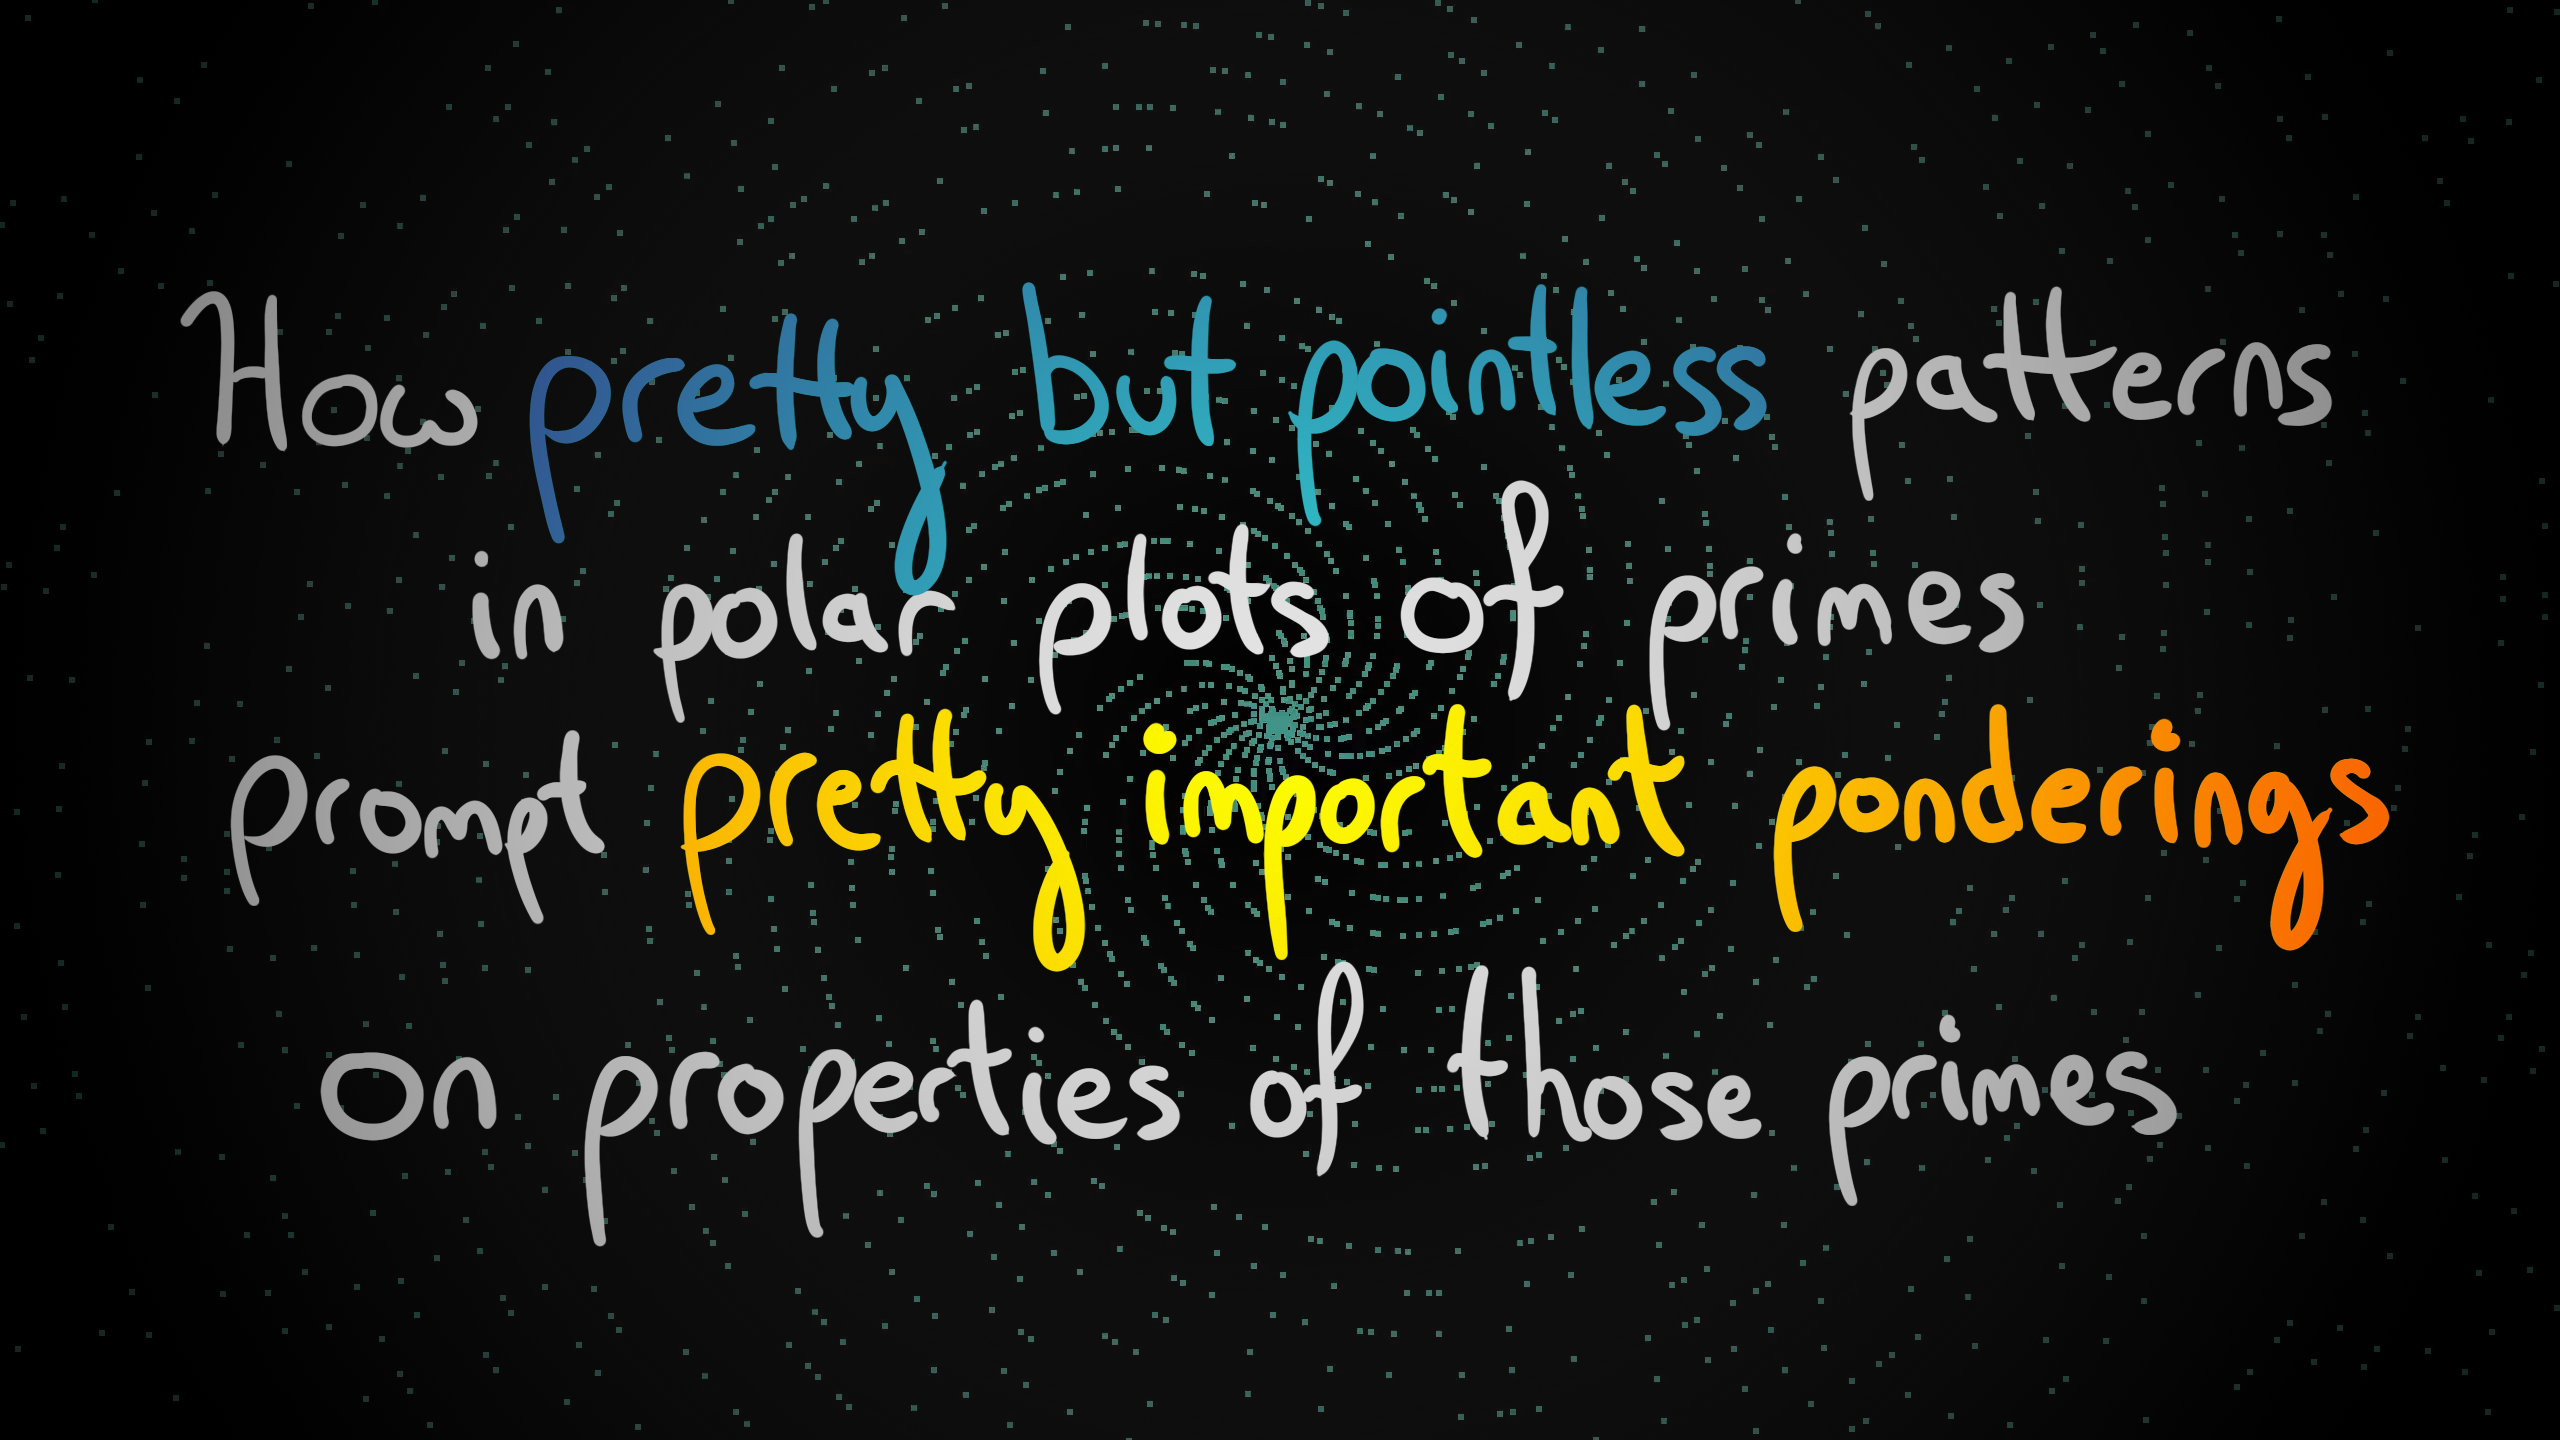 How pretty but pointless patterns
in polar plots of primes
prompt pretty important ponderings
on properties of those primes